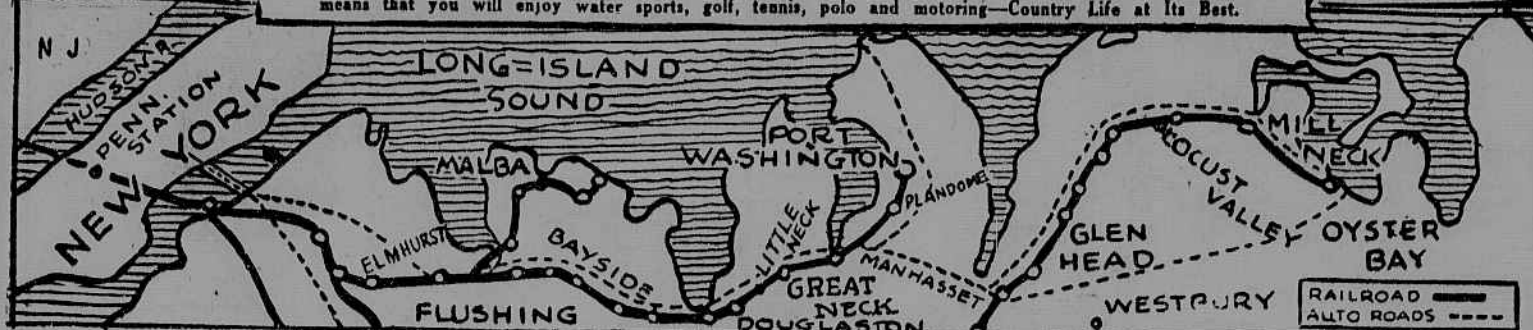 means that you will enjoy water sports, golf, tennis, polo and motoring—Country Life at Its Best.
N J
HUDSON R.
PENN.
STATION
NEW YORK
LONG=ISLAND
SOUND
MALBA
PORT
WASHINGTON
PLANDOME
MILL
NECK
LOCUST
VALLEY
OYSTER
BAY
ELMHURST
BAYSIDE
LITTLE
NECK
MANHASSET
GLEN
HEAD
FLUSHING
GREAT
NECK
DOUGLASTON
WESTBURY
RAILROAD
AUTO ROADS